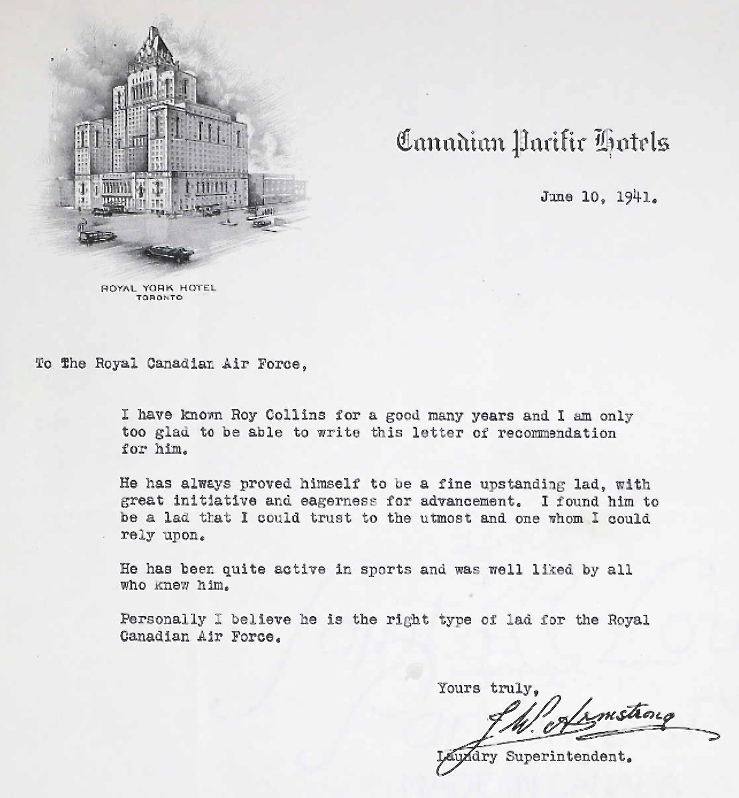 Canadian Pacific Hotels
June 10, 1941.
ROYAL YORK HOTEL
TORONTO
To The Royal Canadian Air Force,
I have known Roy Collins for a good many years and I am only
too glad to be able to write this letter of recommendation
for him.
He has always proved himself to be a fine upstanding lad, with
great initiative and eagerness for advancement. I found him to
be a lad that I could trust to the utmost and one whom I could
rely upon.
He has been quite active in sports and was well liked by all
who knew him.
Personally I believe he is the right type of lad for the Royal
Canadian Air Force.
Yours truly,
J.W. Armstrong
Laundry Superintendent.